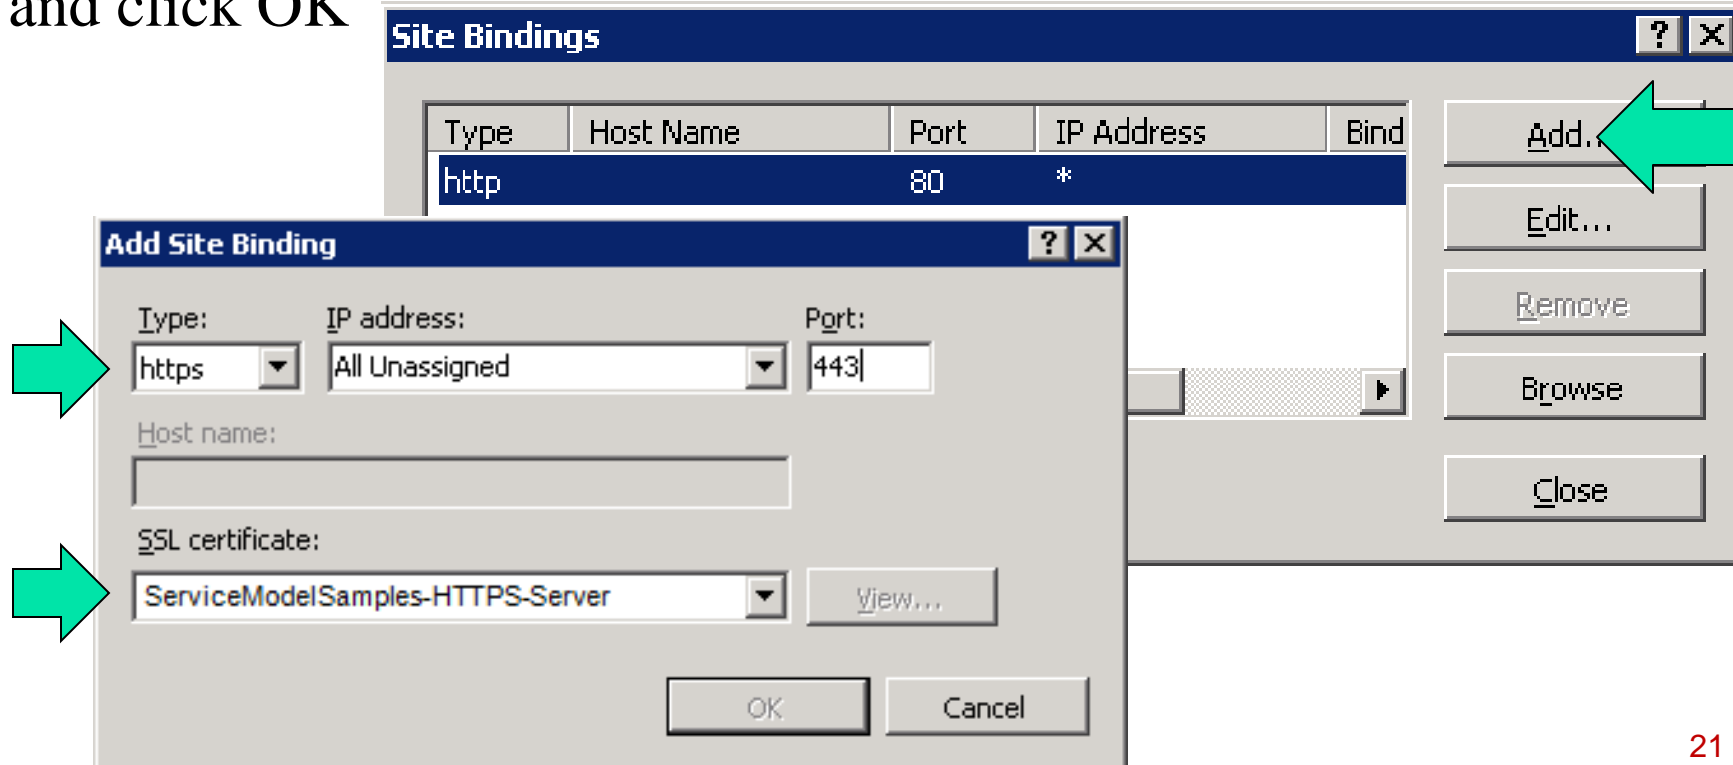 and click OK
Site Bindings
Type Host Name Port IP Address Bind
http 80 *
Add..
Edit...
Remove
Browse
Close
Add Site Binding
Type: IP address: Port:
https All Unassigned 443
Host name:
SSL certificate:
ServiceModelSamples-HTTPS-Server View...
OK Cancel
21